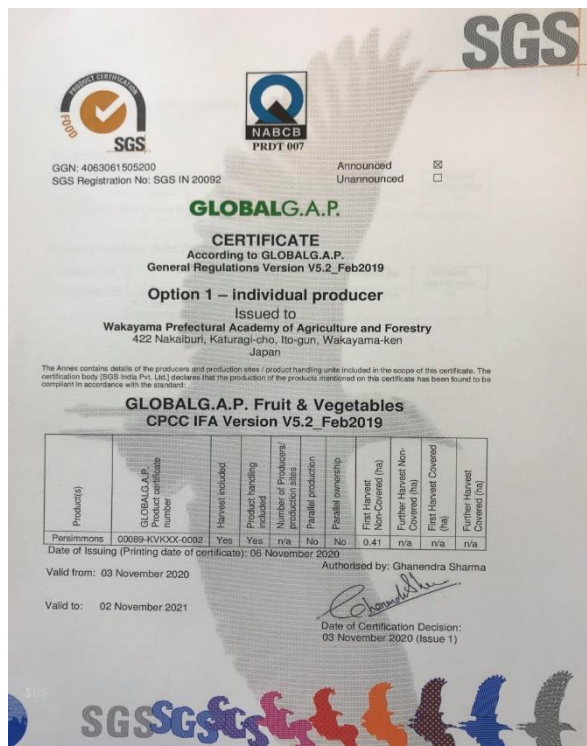 SGS
PRODUCT CERTIFICATION
FOOD
SGS
NABCB
PRDT 007
GGN: 4063061505200
SGS Registration No: SGS IN 20092
Announced ☒
Unannounced ☐
GLOBALG.A.P.
CERTIFICATE
According to GLOBALG.A.P.
General Regulations Version V5.2_Feb2019
Option 1 – individual producer
Issued to
Wakayama Prefectural Academy of Agriculture and Forestry
422 Nakaiburi, Katuragi-cho, Ito-gun, Wakayama-ken
Japan
The Annex contains details of the producers and production sites / product handling units included in the scope of this certificate. The
certification body [SGS India Pvt. Ltd.] declares that the production of the products mentioned on this certificate has been found to be
compliant in accordance with the standard:
GLOBALG.A.P. Fruit & Vegetables
CPCC IFA Version V5.2_Feb2019
Product(s)
GLOBALG.A.P.
Product certificate
number
Harvest included
Product handling
included
Number of Producers/
production sites
Parallel production
Parallel ownership
First Harvest
Non-Covered (ha)
Further Harvest Non-
Covered (ha)
First Harvest Covered
(ha)
Further Harvest
Covered (ha)
Persimmons 00089-KVKXX-0002 Yes Yes n/a No No 0.41 n/a n/a n/a
Date of Issuing (Printing date of certificate): 06 November 2020
Authorised by: Ghanendra Sharma
Valid from: 03 November 2020
Valid to: 02 November 2021
Date of Certification Decision:
03 November 2020 (Issue 1)
SGS
SGSSGSSGS